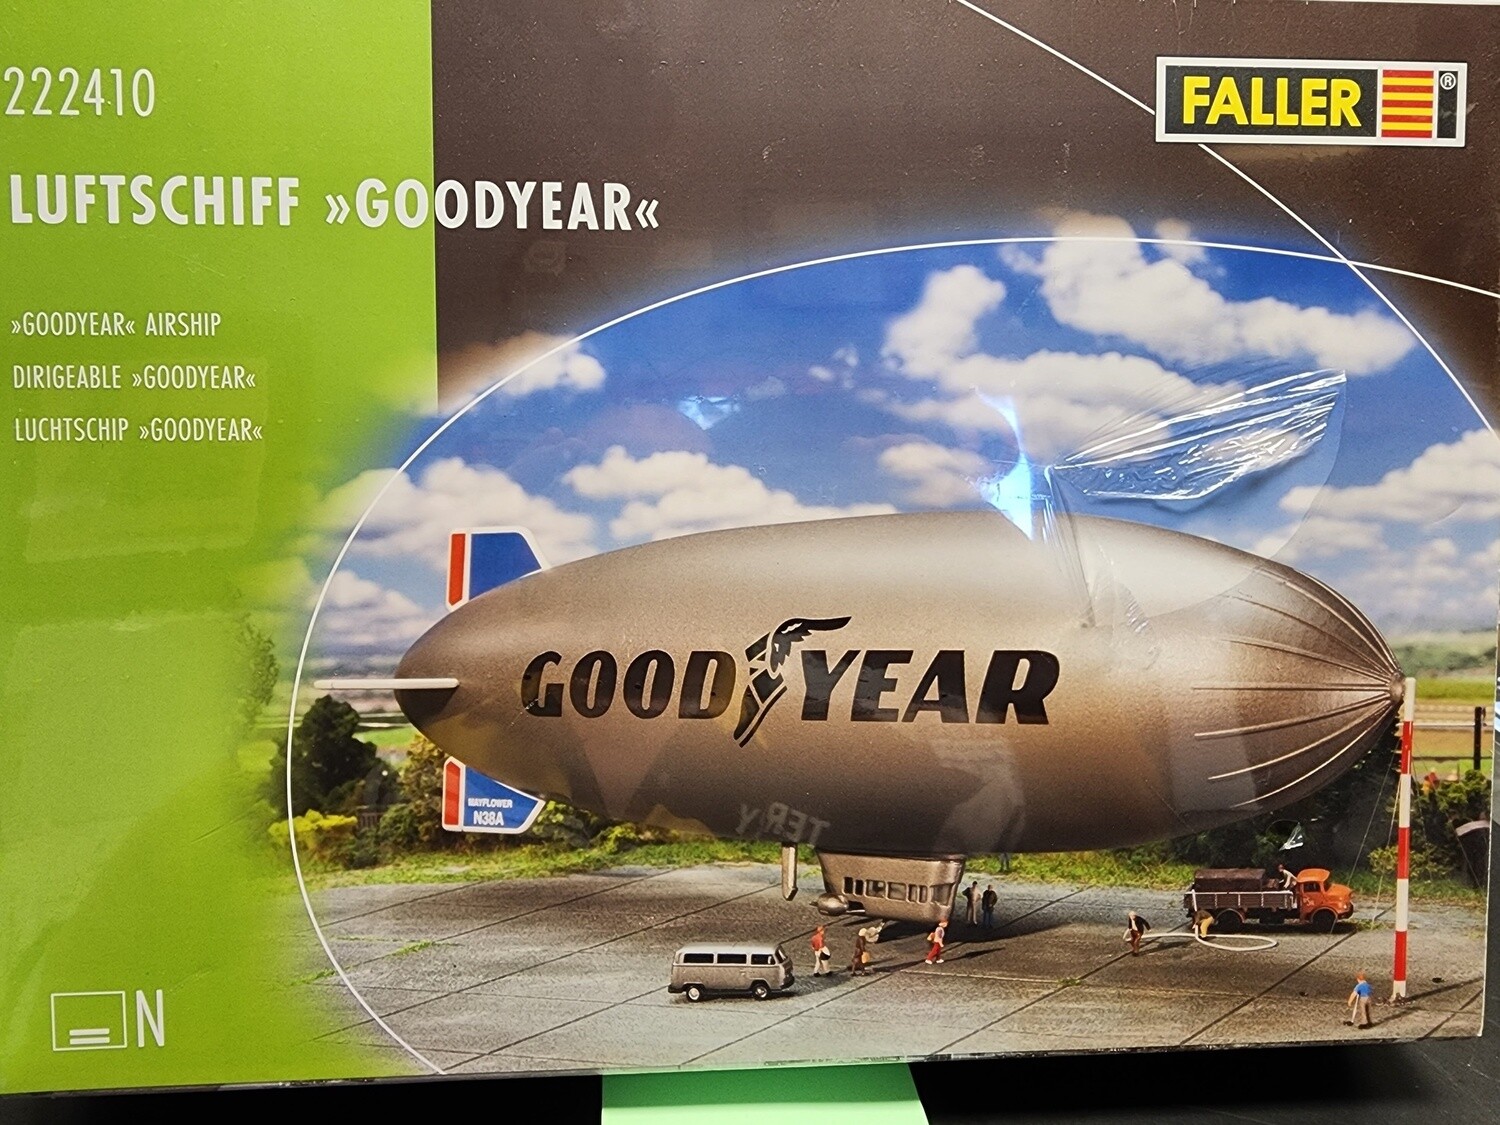 222410
FALLER®
LUFTSCHIFF »GOODYEAR«
»GOODYEAR« AIRSHIP
DIRIGEABLE »GOODYEAR«
LUCHTSCHIP »GOODYEAR«
GOODYEAR
MAYFLOWER
N38A
N